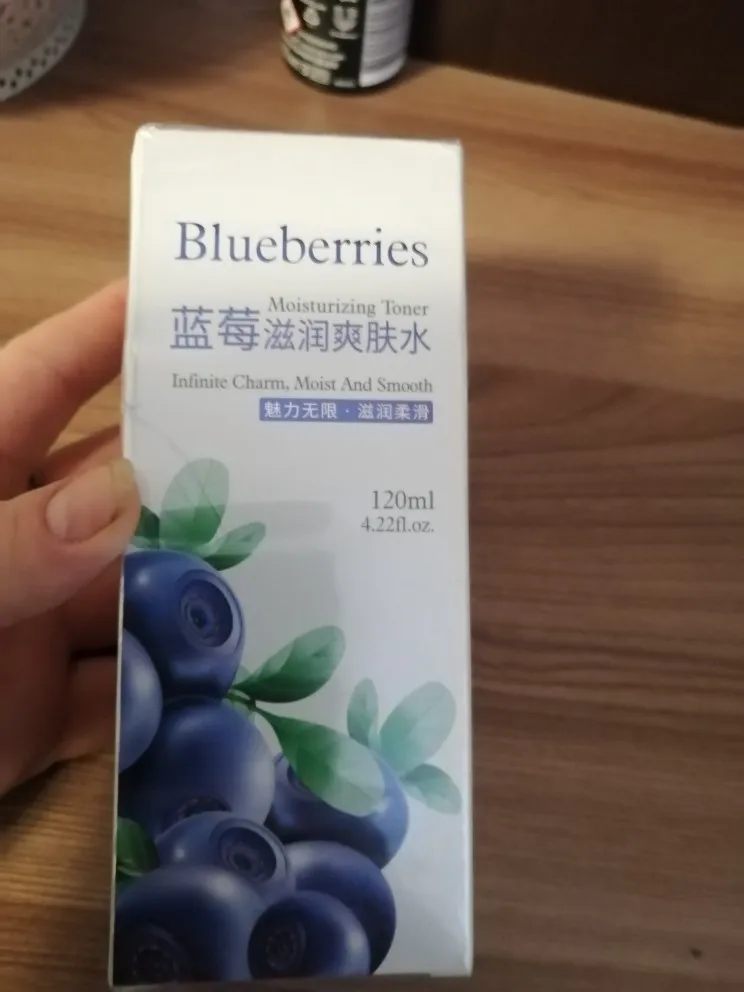 Blueberries
Moisturizing Toner
蓝莓滋润爽肤水
Infinite Charm, Moist And Smooth
魅力无限·滋润柔滑
120ml
4.22fl.oz.